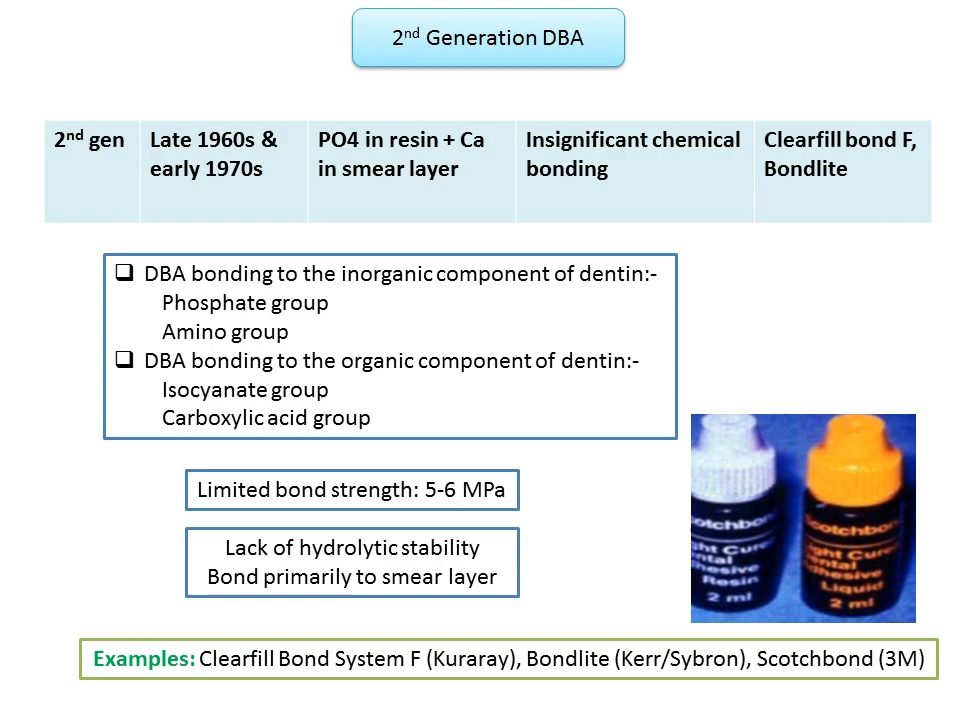 2nd Generation DBA
2nd gen
Late 1960s &
early 1970s
PO4 in resin + Ca
in smear layer
Insignificant chemical
bonding
Clearfill bond F,
Bondlite
DBA bonding to the inorganic component of dentin:-
Phosphate group
Amino group
DBA bonding to the organic component of dentin:-
Isocyanate group
Carboxylic acid group
Limited bond strength: 5-6 MPa
Lack of hydrolytic stability
Bond primarily to smear layer
Resin
2 ml
Liquid
2 ml
Examples: Clearfill Bond System F (Kuraray), Bondlite (Kerr/Sybron), Scotchbond (3M)